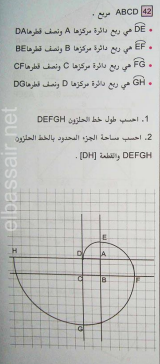 42 ABCD مربع .
• DE هي ربع دائرة مركزها A ونصف قطرها DA
• EF هي ربع دائرة مركزها B ونصف قطرها BE
• FG هي ربع دائرة مركزها C ونصف قطرها CF
• GH هي ربع دائرة مركزها D ونصف قطرها DG
1. احسب طول خط الحلزون DEFGH
2. احسب مساحة الجزء المحدود بالخط الحلزون
DEFGH والقطعة [DH] .
elbassair.net
E
H D A
C B F
G